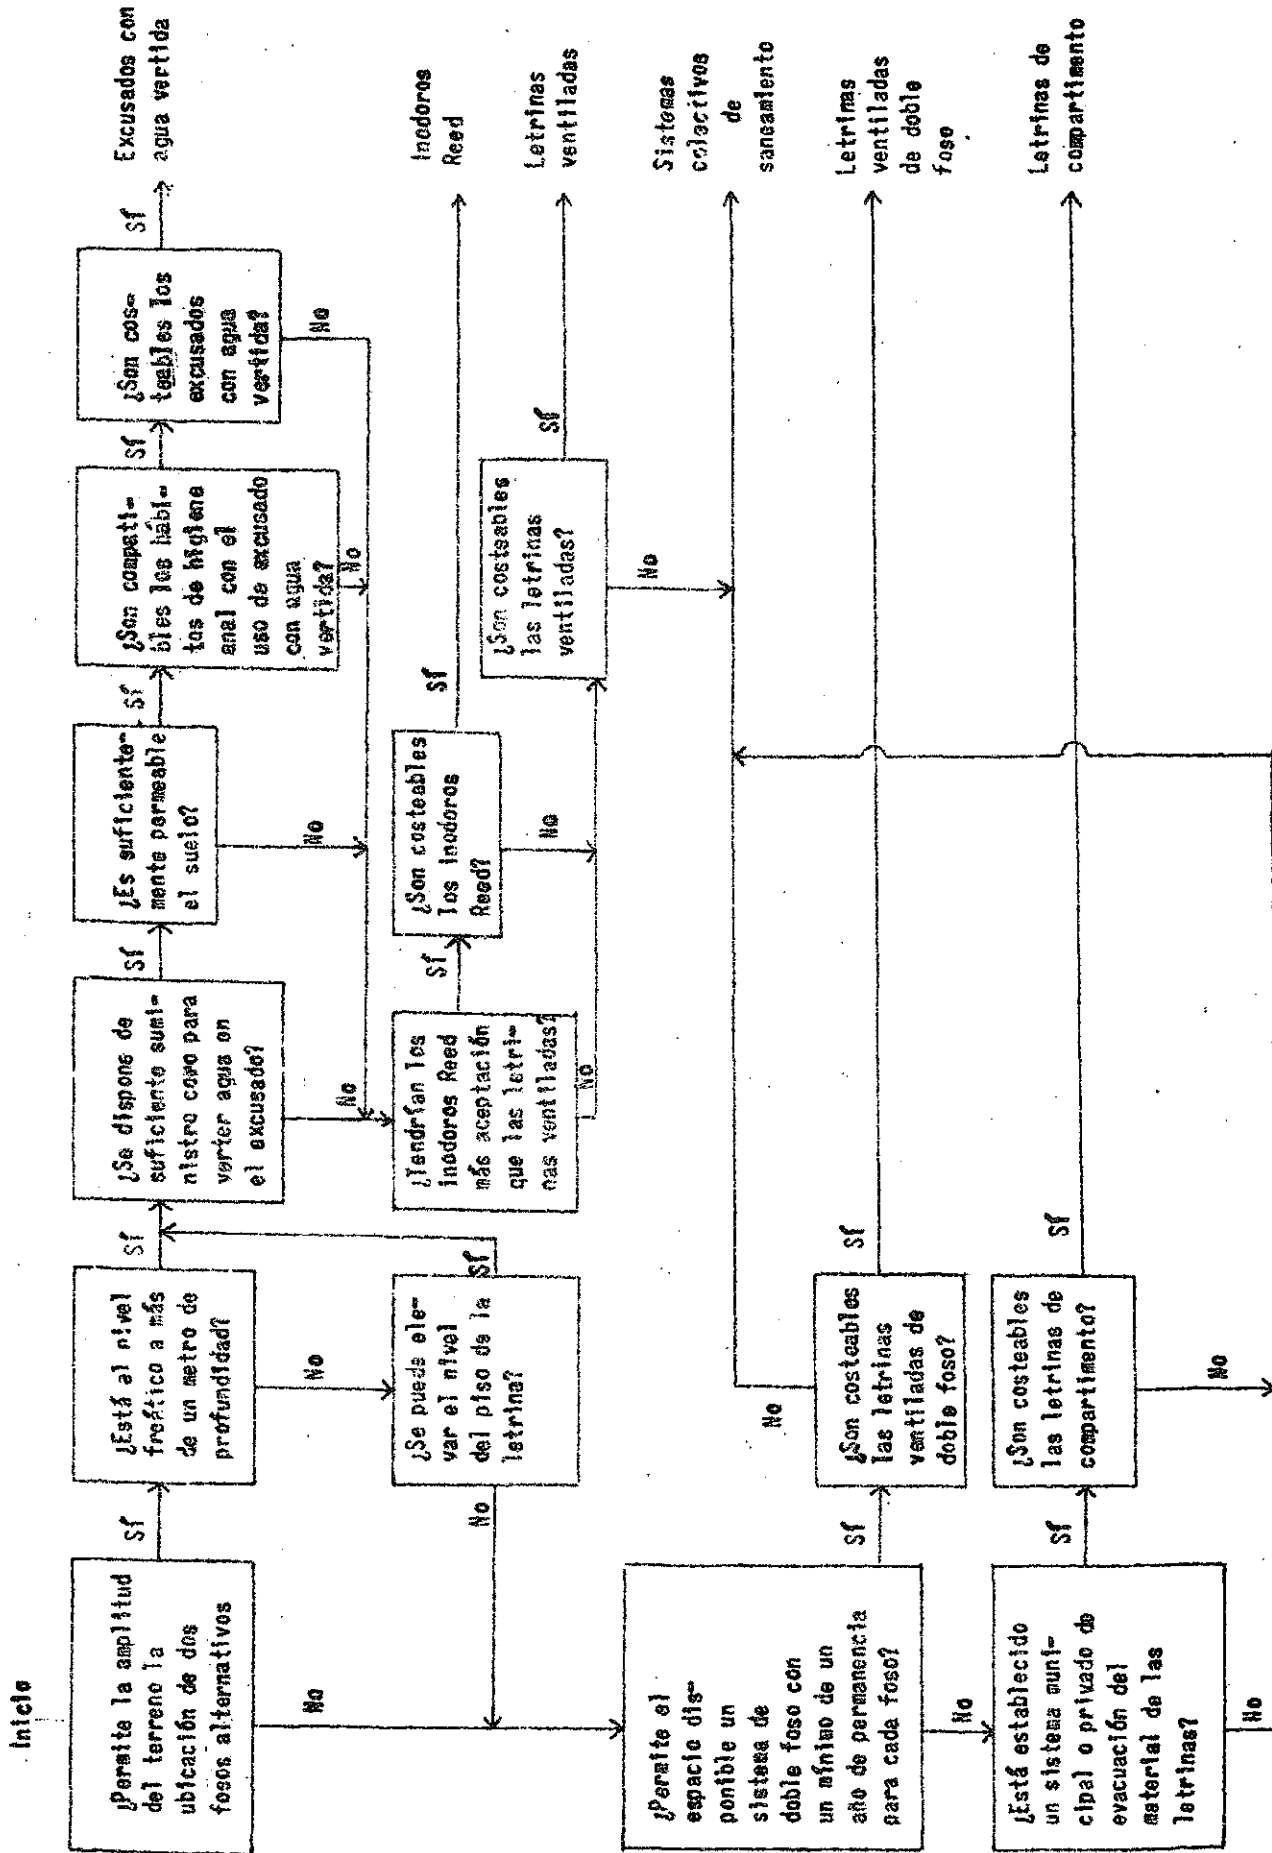 Inicio
¿Permite la amplitud
del terreno la
ubicación de dos
fosos alternativos
Sí
No
¿Está el nivel
freático a más
de un metro de
profundidad?
Sí
No
¿Se puede ele-
var el nivel
del piso de la
letrina?
Sí
No
¿Se dispone de
suficiente sumi-
nistro como para
verter agua en
el excusado?
Sí
No
¿Es suficiente-
mente permeable
el suelo?
Sí
No
¿Son compati-
bles los hábi-
tos de higiene
anal con el
uso de excusado
con agua
vertida?
Sí
No
¿Son cos-
teables los
excusados
con agua
vertida?
Sí
No
Excusados con
agua vertida
¿Tendrían los
inodoros Reed
más aceptación
que las letri-
nas ventiladas?
Sí
No
¿Son costeables
los inodoros
Reed?
Sí
No
Inodoros
Reed
¿Son costeables
las letrinas
ventiladas?
Sí
No
Letrinas
ventiladas
Sistemas
colectivos
de
saneamiento
¿Permite el
espacio dis-
ponible un
sistema de
doble foso con
un mínimo de un
año de permanencia
para cada foso?
Sí
No
¿Son costeables
las letrinas
ventiladas de
doble foso?
Sí
No
Letrinas
ventiladas
de doble
foso
¿Está establecido
un sistema muni-
cipal o privado de
evacuación del
material de las
letrinas?
Sí
No
¿Son costeables
las letrinas de
compartimento?
Sí
No
Letrinas de
compartimento